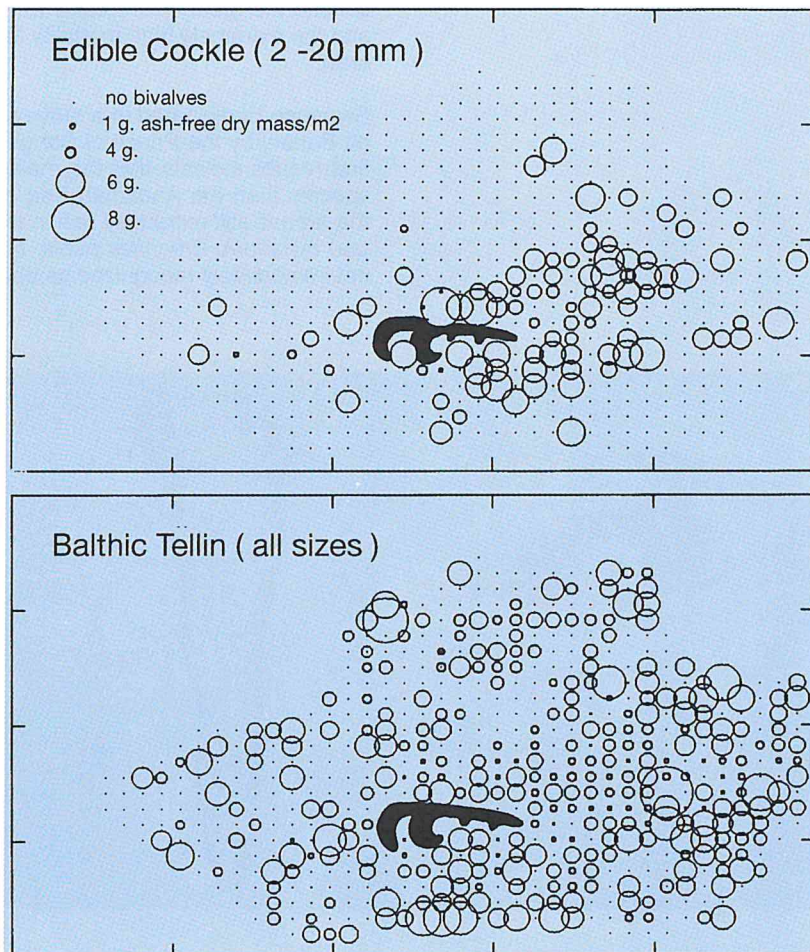 Edible Cockle ( 2 -20 mm )
no bivalves
1 g. ash-free dry mass/m2
4 g.
6 g.
8 g.
Balthic Tellin ( all sizes )